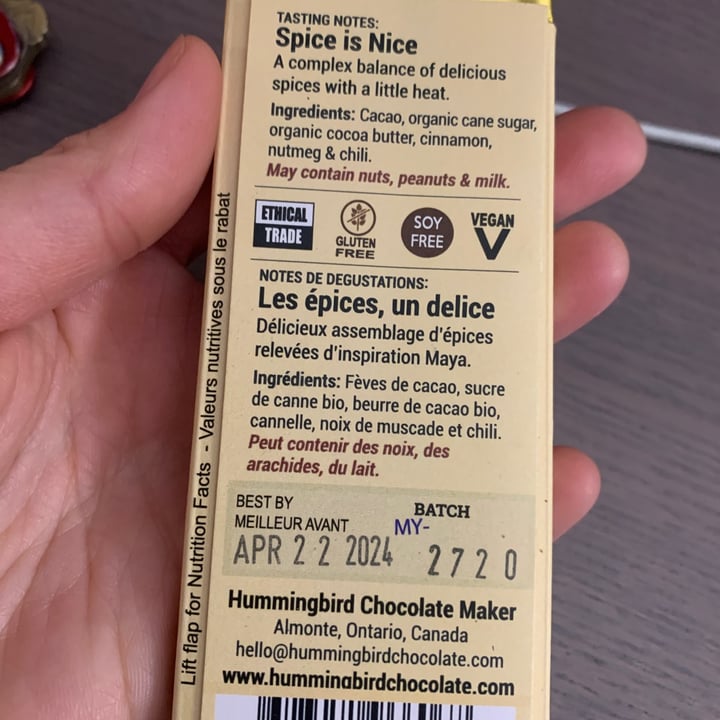 TASTING NOTES:
Spice is Nice
A complex balance of delicious
spices with a little heat.
Ingredients: Cacao, organic cane sugar,
organic cocoa butter, cinnamon,
nutmeg & chili.
May contain nuts, peanuts & milk.
ETHICAL
TRADE
GLUTEN
FREE
SOY
FREE
VEGAN
V
NOTES DE DEGUSTATIONS:
Les épices, un delice
Délicieux assemblage d'épices
relevées d'inspiration Maya.
Ingrédients: Fèves de cacao, sucre
de canne bio, beurre de cacao bio,
cannelle, noix de muscade et chili.
Peut contenir des noix, des
arachides, du lait.
BEST BY
MEILLEUR AVANT
APR 22 2024
BATCH
MY-
2720
Hummingbird Chocolate Maker
Almonte, Ontario, Canada
hello@hummingbirdchocolate.com
www.hummingbirdchocolate.com
Lift flap for Nutrition Facts - Valeurs nutritives sous le rabat